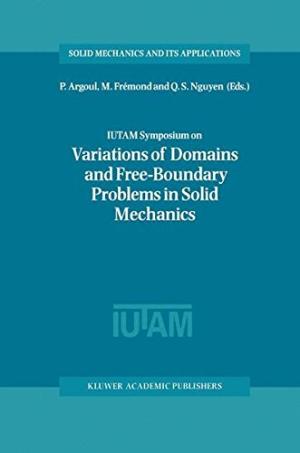 SOLID MECHANICS AND ITS APPLICATIONS
P. Argoul, M. Frémond and Q. S. Nguyen (Eds.)
IUTAM Symposium on
Variations of Domains
and Free-Boundary
Problems in Solid
Mechanics
IUTAM
KLUWER ACADEMIC PUBLISHERS